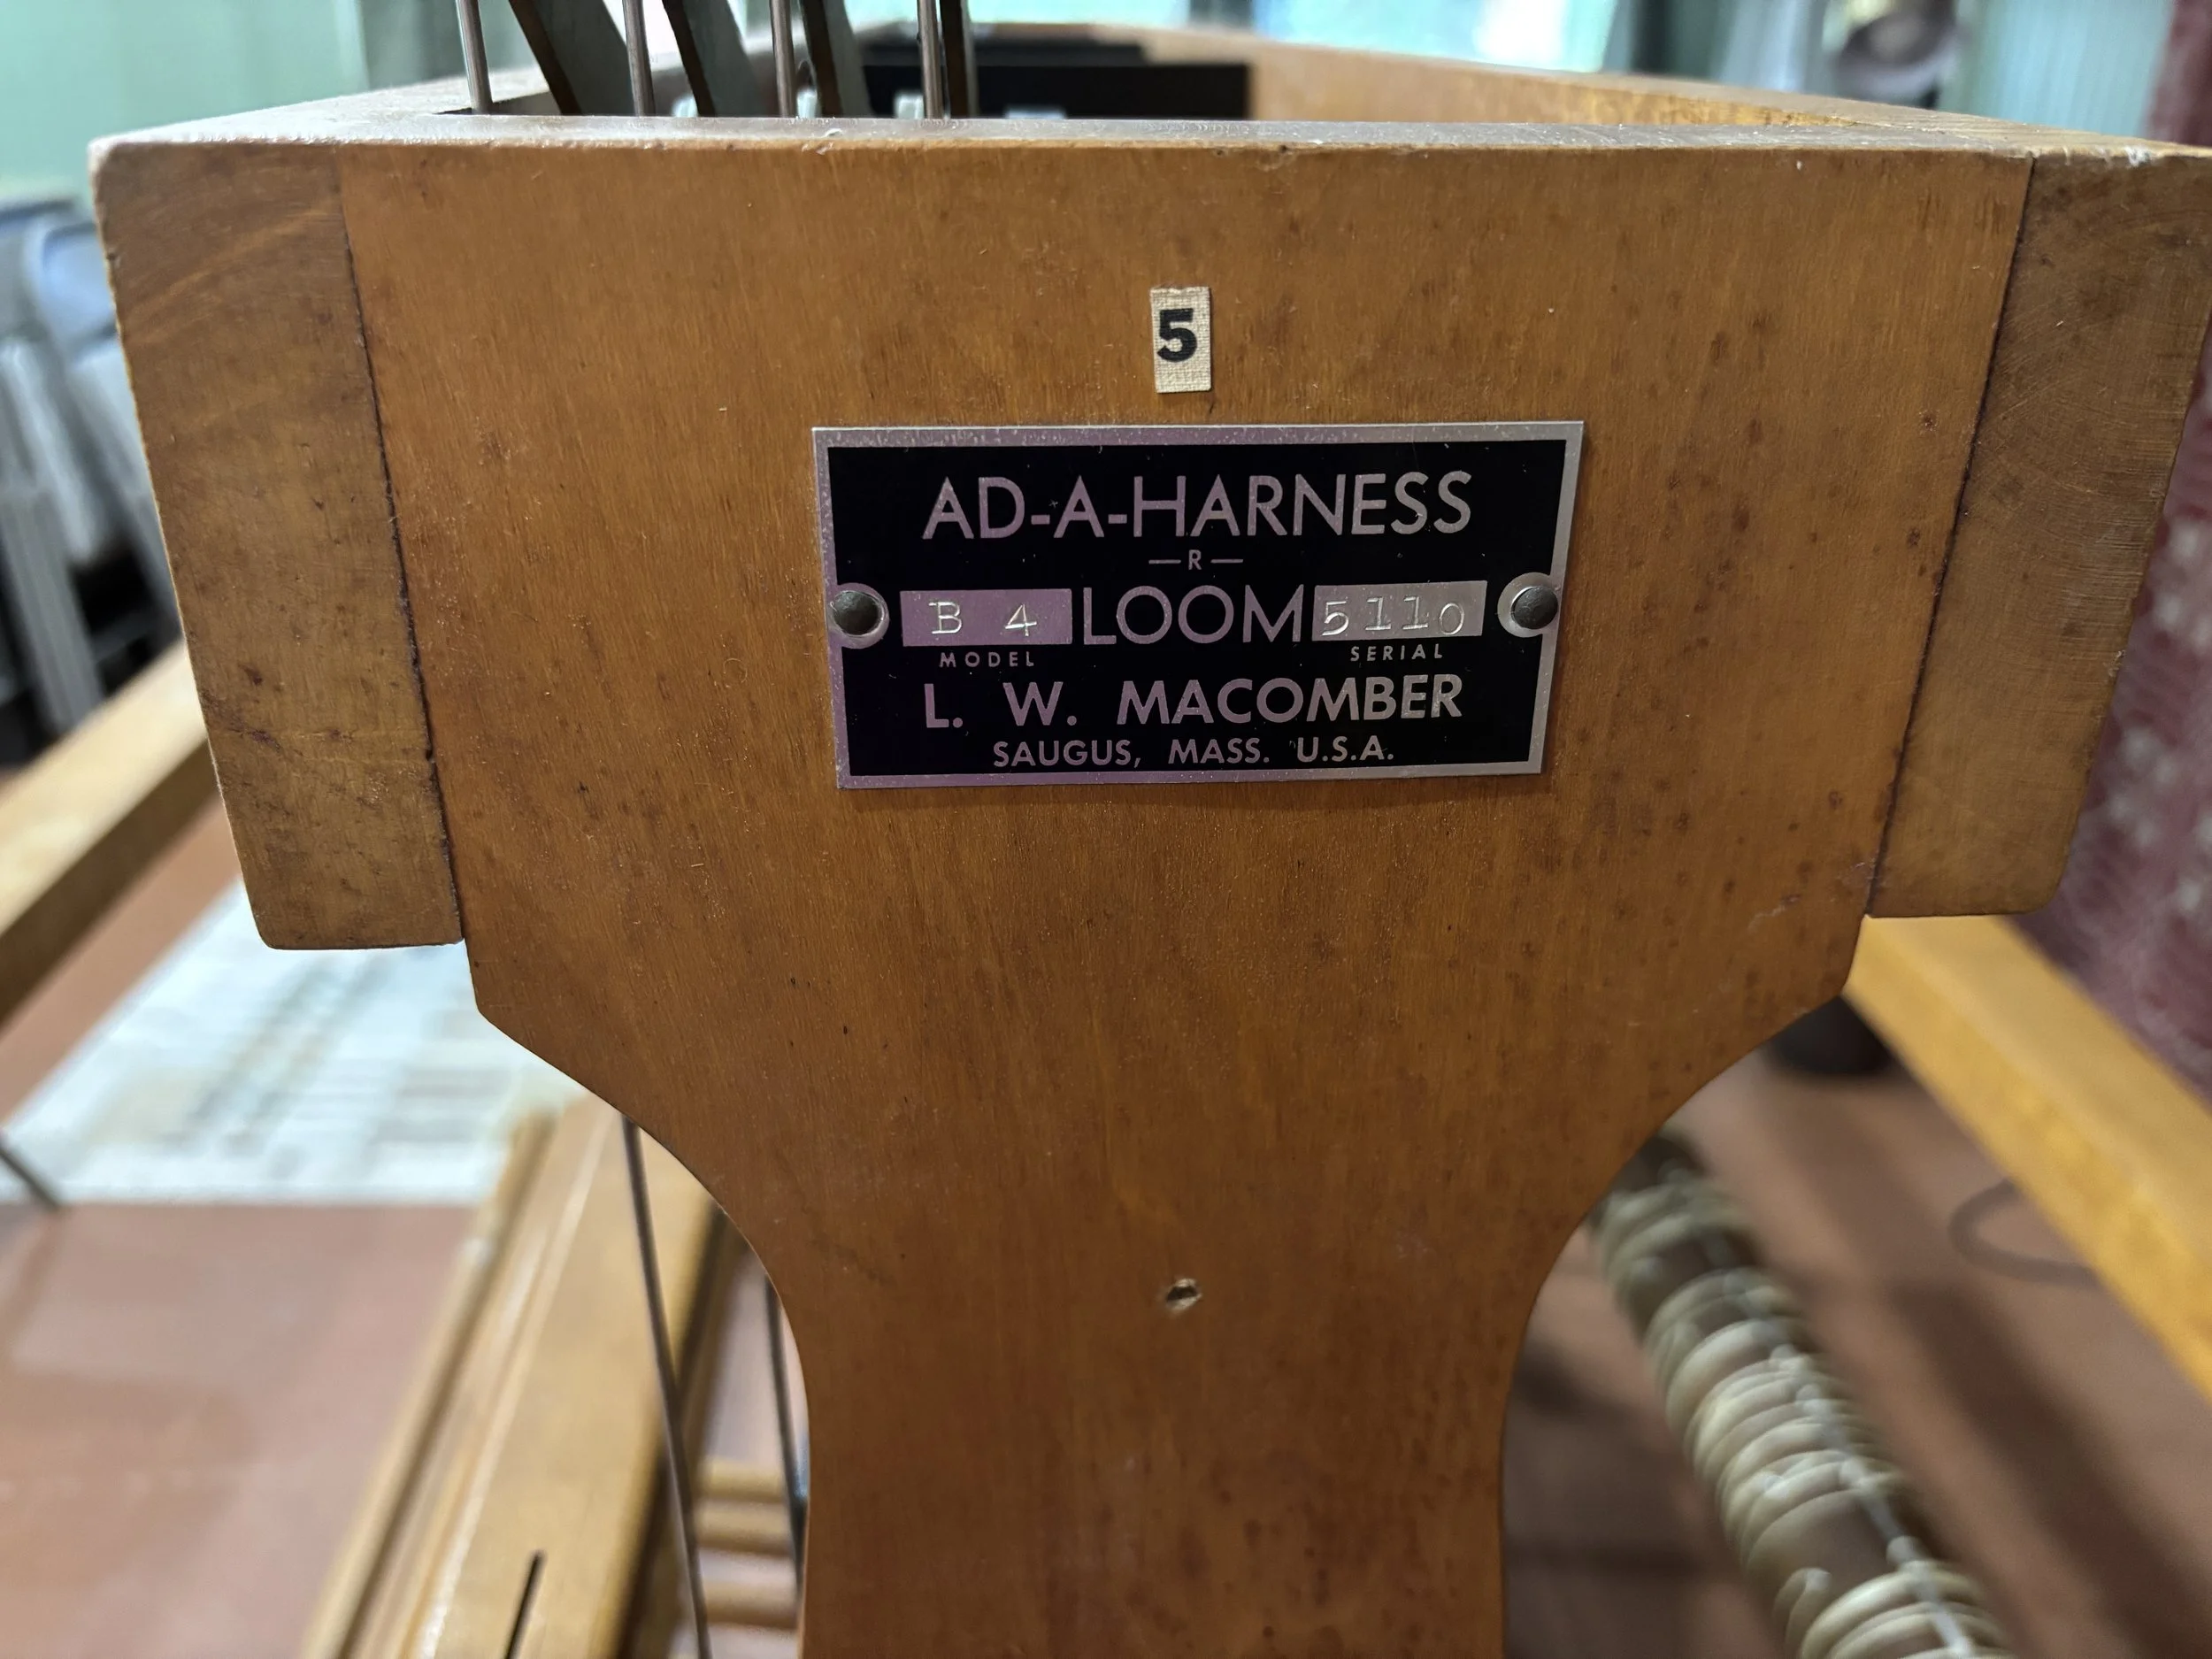 5
AD-A-HARNESS
—R—
B 4 LOOM 5110
MODEL SERIAL
L. W. MACOMBER
SAUGUS, MASS. U.S.A.